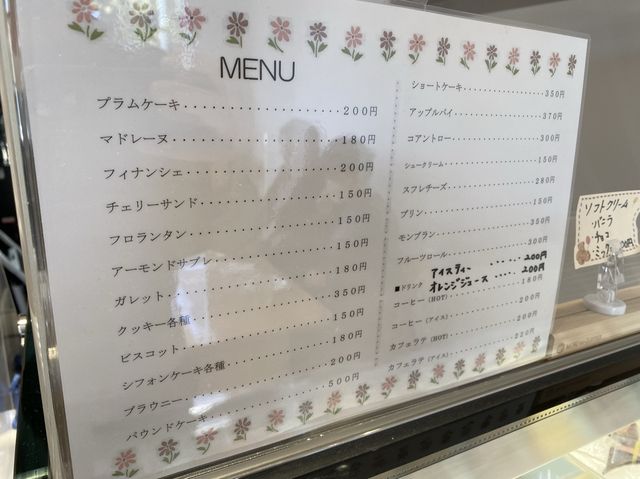 MENU
プラムケーキ・・・・・・・・・・・・・・200円
マドレーヌ・・・・・・・・・・・・・・180円
フィナンシェ・・・・・・・・・・・・・・200円
チェリーサンド・・・・・・・・・・・・150円
フロランタン・・・・・・・・・・・・・150円
アーモンドサブレ・・・・・・・・・・・150円
ガレット・・・・・・・・・・・・・・・180円
クッキー各種・・・・・・・・・・・・・350円
ビスコット・・・・・・・・・・・・・・150円
シフォンケーキ各種・・・・・・・・・・180円
ブラウニー・・・・・・・・・・・・・・200円
パウンドケーキ・・・・・・・・・・・・500円
ショートケーキ・・・・・・・・・・・・350円
アップルパイ・・・・・・・・・・・・・370円
コアントロー・・・・・・・・・・・・・300円
シュークリーム・・・・・・・・・・・・150円
スフレチーズ・・・・・・・・・・・・・280円
プリン・・・・・・・・・・・・・・・・150円
モンブラン・・・・・・・・・・・・・・350円
フルーツロール・・・・・・・・・・・・300円
アイスティー ・・・・・・ 200円
■ドリンク オレンジジュース ・・・・・ 200円
コーヒー(HOT)・・・・・・・・・・・180円
コーヒー(アイス)・・・・・・・・・・200円
カフェラテ(HOT)・・・・・・・・・・200円
カフェラテ(アイス)・・・・・・・・・220円
ソフトクリーム
バニラ
チョコ